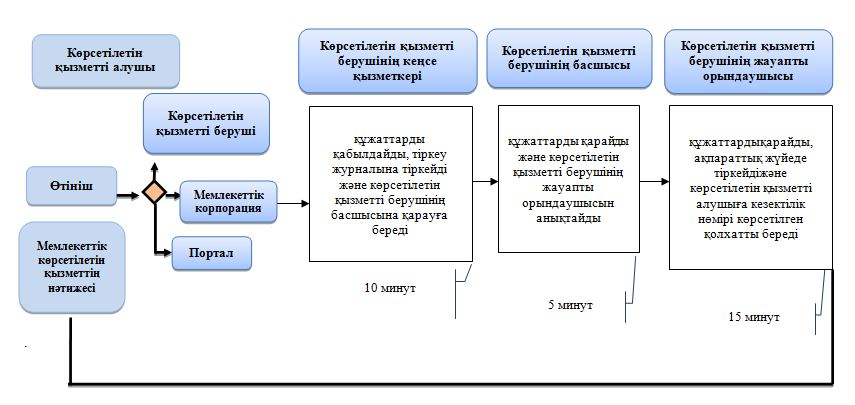 Көрсетілетін
қызметті алушы
Көрсетілетін қызметті
берушінің кеңсе
қызметкері
Көрсетілетін қызметті
берушінің басшысы
Көрсетілетін қызметті
берушінің жауапты
орындаушысы
Көрсетілетін
қызметті беруші
Өтініш
Мемлекеттік
корпорация
Портал
Мемлекеттік
көрсетілетін
қызметтің
нәтижесі
құжаттарды
қабылдайды, тіркеу
журналына тіркейді
және көрсетілетін
қызметті берушінің
басшысына қарауға
береді
құжаттарды қарайды
және көрсетілетін
қызметті берушінің
жауапты
орындаушысын
анықтайды
құжаттардықарайды,
ақпараттық жүйеде
тіркейдіжәне
көрсетілетін қызметті
алушыға кезектілік
нөмірі көрсетілген
қолхатты береді
10 минут
5 минут
15 минут
.